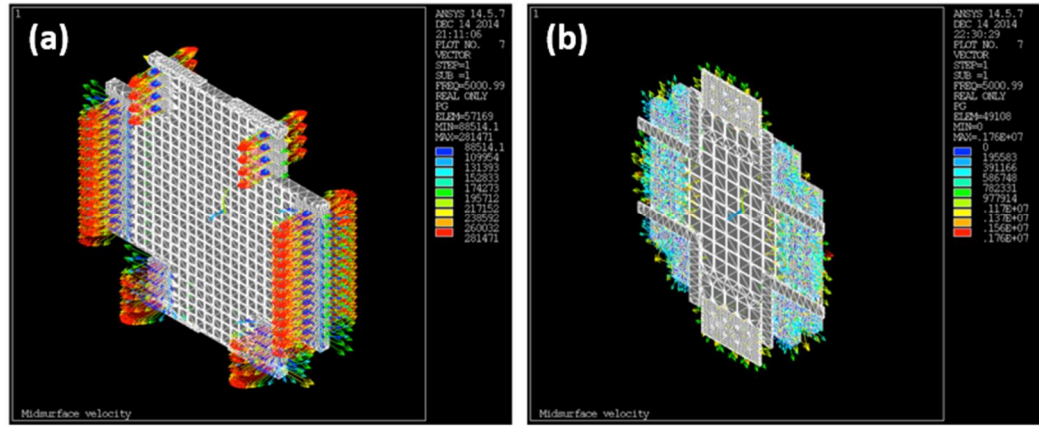 (a)
1
ANSYS 14.5.7
DEC 14 2014
21:11:06
PLOT NO. 7
VECTOR
STEP=1
SUB =1
FREQ=5000.99
REAL ONLY
PG
ELEM=57169
MIN=88514.1
MAX=281471
88514.1
109954
131393
152833
174273
195712
217152
238592
260032
281471
Midsurface velocity
(b)
1
ANSYS 14.5.7
DEC 14 2014
22:30:29
PLOT NO. 7
VECTOR
STEP=1
SUB =1
FREQ=5000.99
REAL ONLY
PG
ELEM=49108
MIN=0
MAX=.176E+07
0
195583
391166
586748
782331
977914
.117E+07
.137E+07
.156E+07
.176E+07
Midsurface velocity